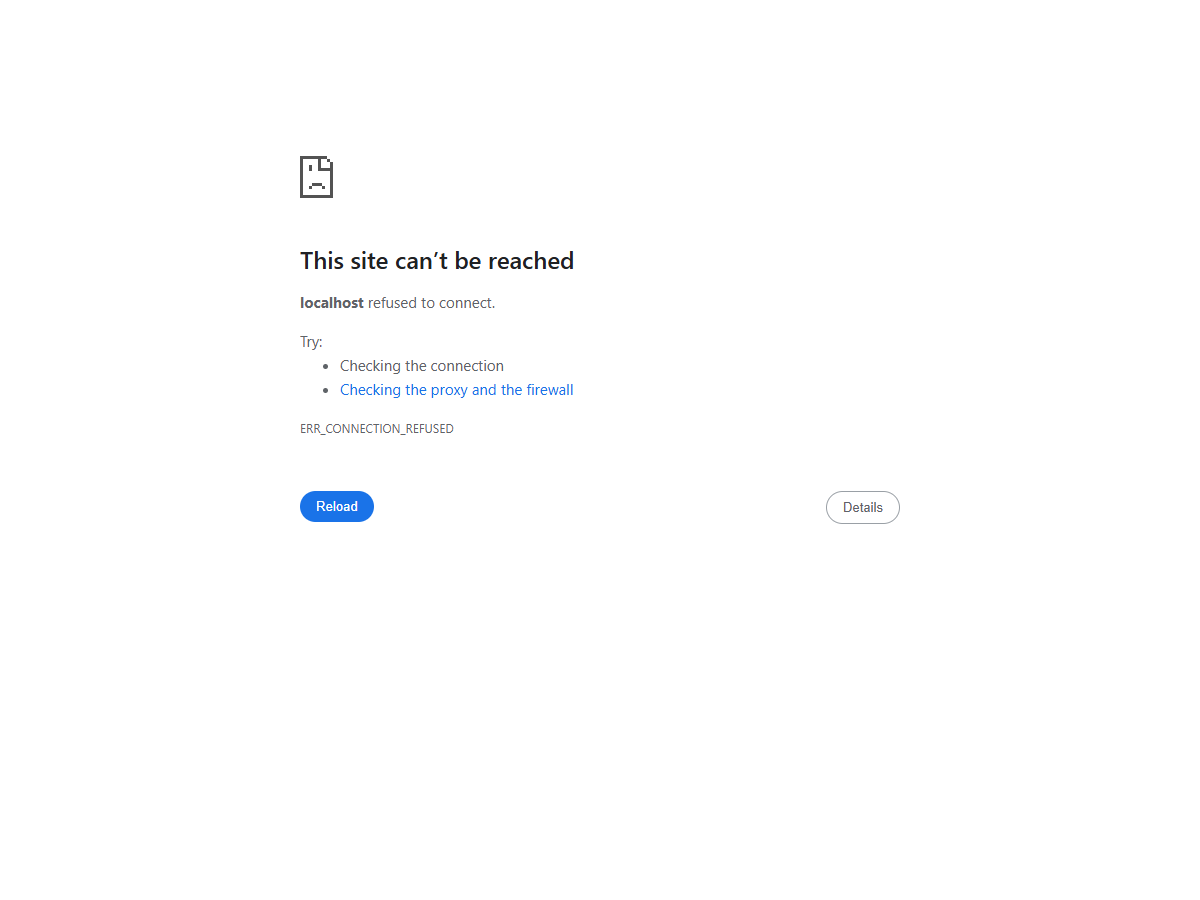 This site can’t be reached
localhost refused to connect.
Try:
Checking the connection
Checking the proxy and the firewall
ERR_CONNECTION_REFUSED
Reload
Details